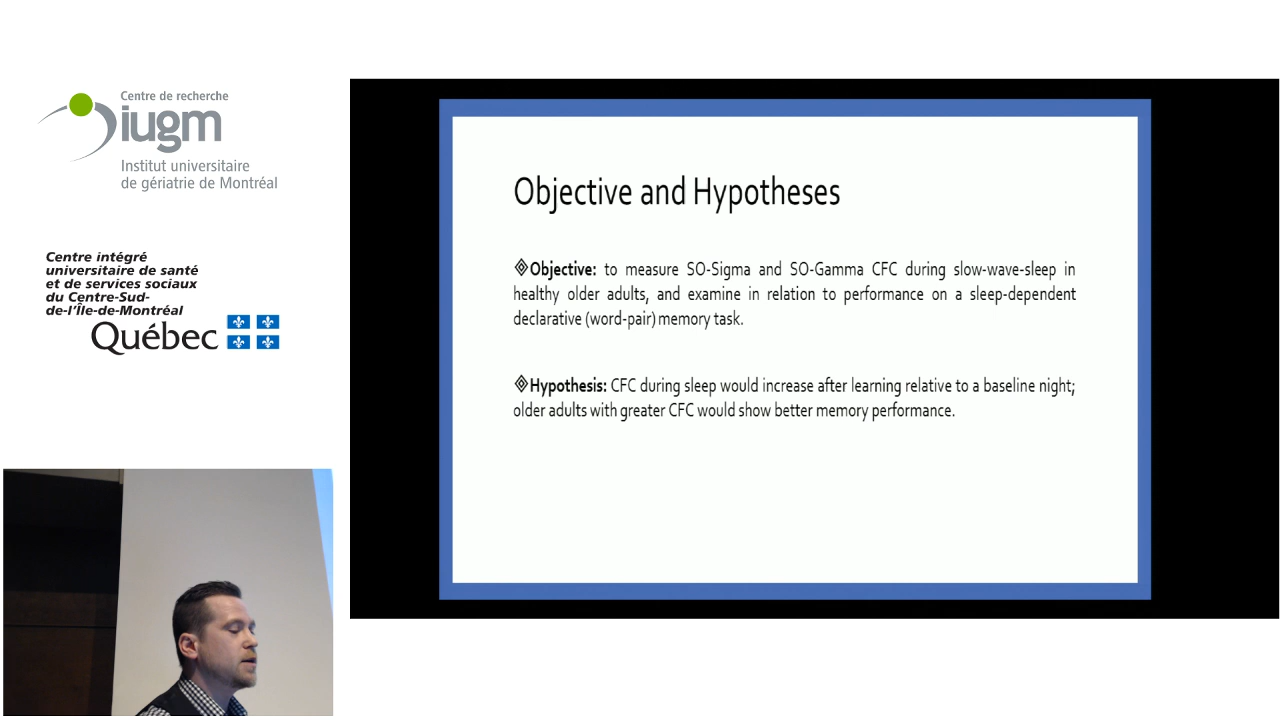 Centre de recherche
iugm
Institut universitaire
de gériatrie de Montréal
Centre intégré
universitaire de santé
et de services sociaux
du Centre-Sud-
de-l'Île-de-Montréal
Québec
Objective and Hypotheses
Objective: to measure SO-Sigma and SO-Gamma CFC during slow-wave-sleep in
healthy older adults, and examine in relation to performance on a sleep-dependent
declarative (word-pair) memory task.
Hypothesis: CFC during sleep would increase after learning relative to a baseline night;
older adults with greater CFC would show better memory performance.